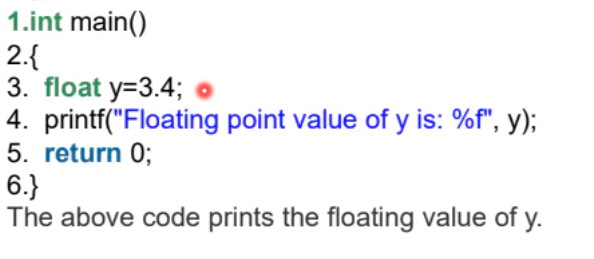 1.int main()
2.{
3. float y=3.4;
4. printf("Floating point value of y is: %f", y);
5. return 0;
6.}
The above code prints the floating value of y.